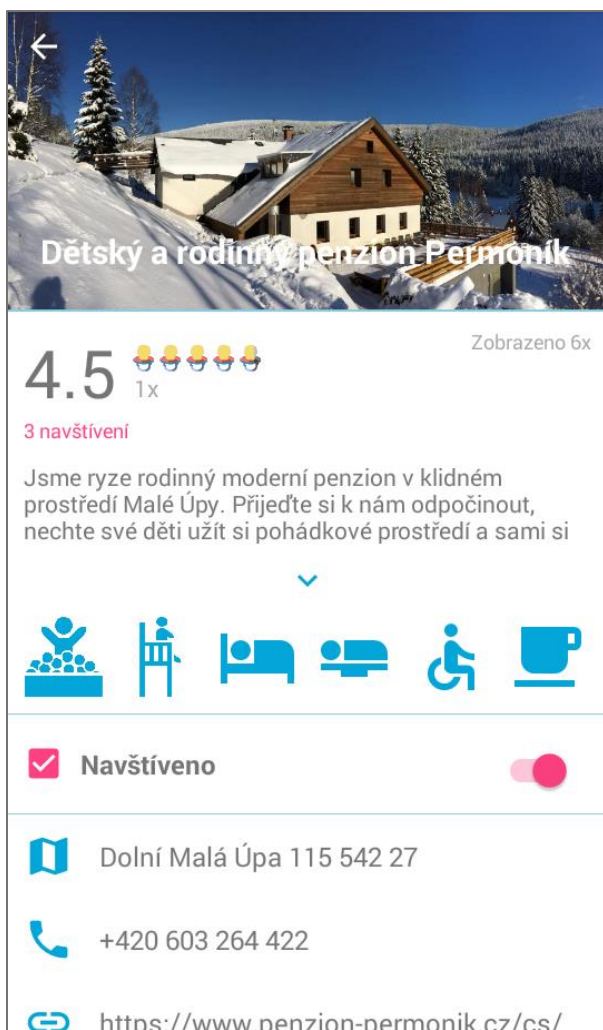 Dětský a rodinný penzion Permoník
Zobrazeno 6x
4.5
1x
3 navštívení
Jsme ryze rodinný moderní penzion v klidném
prostředí Malé Úpy. Přijeďte si k nám odpočinout,
nechte své děti užít si pohádkové prostředí a sami si
Navštíveno
Dolní Malá Úpa 115 542 27
+420 603 264 422
https://www.penzion-permonik.cz/cs/